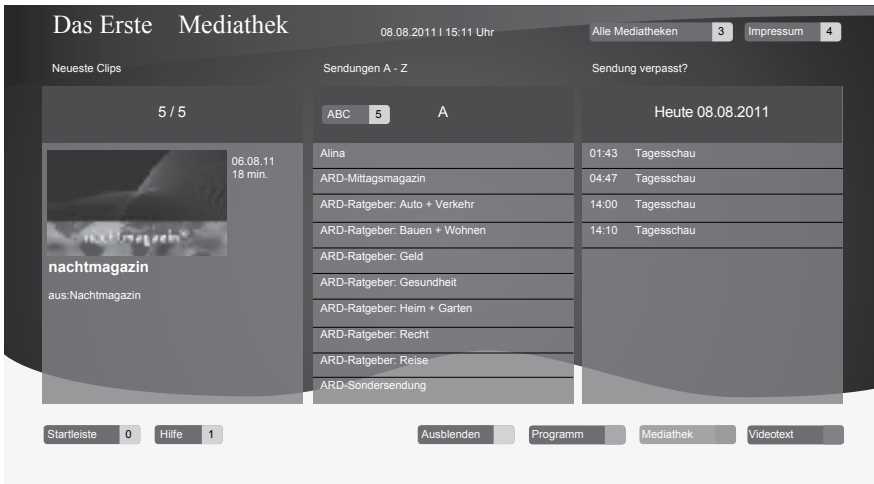 Das Erste Mediathek
08.08.2011 I 15:11 Uhr
Alle Mediatheken 3
Impressum 4
Neueste Clips
Sendungen A - Z
Sendung verpasst?
5 / 5
ABC 5
A
Heute 08.08.2011
06.08.11
18 min.
nachtmagazin
nachtmagazin
aus:Nachtmagazin
Alina
ARD-Mittagsmagazin
ARD-Ratgeber: Auto + Verkehr
ARD-Ratgeber: Bauen + Wohnen
ARD-Ratgeber: Geld
ARD-Ratgeber: Gesundheit
ARD-Ratgeber: Heim + Garten
ARD-Ratgeber: Recht
ARD-Ratgeber: Reise
ARD-Sondersendung
01:43 Tagesschau
04:47 Tagesschau
14:00 Tagesschau
14:10 Tagesschau
Startleiste 0
Hilfe 1
Ausblenden
Programm
Mediathek
Videotext